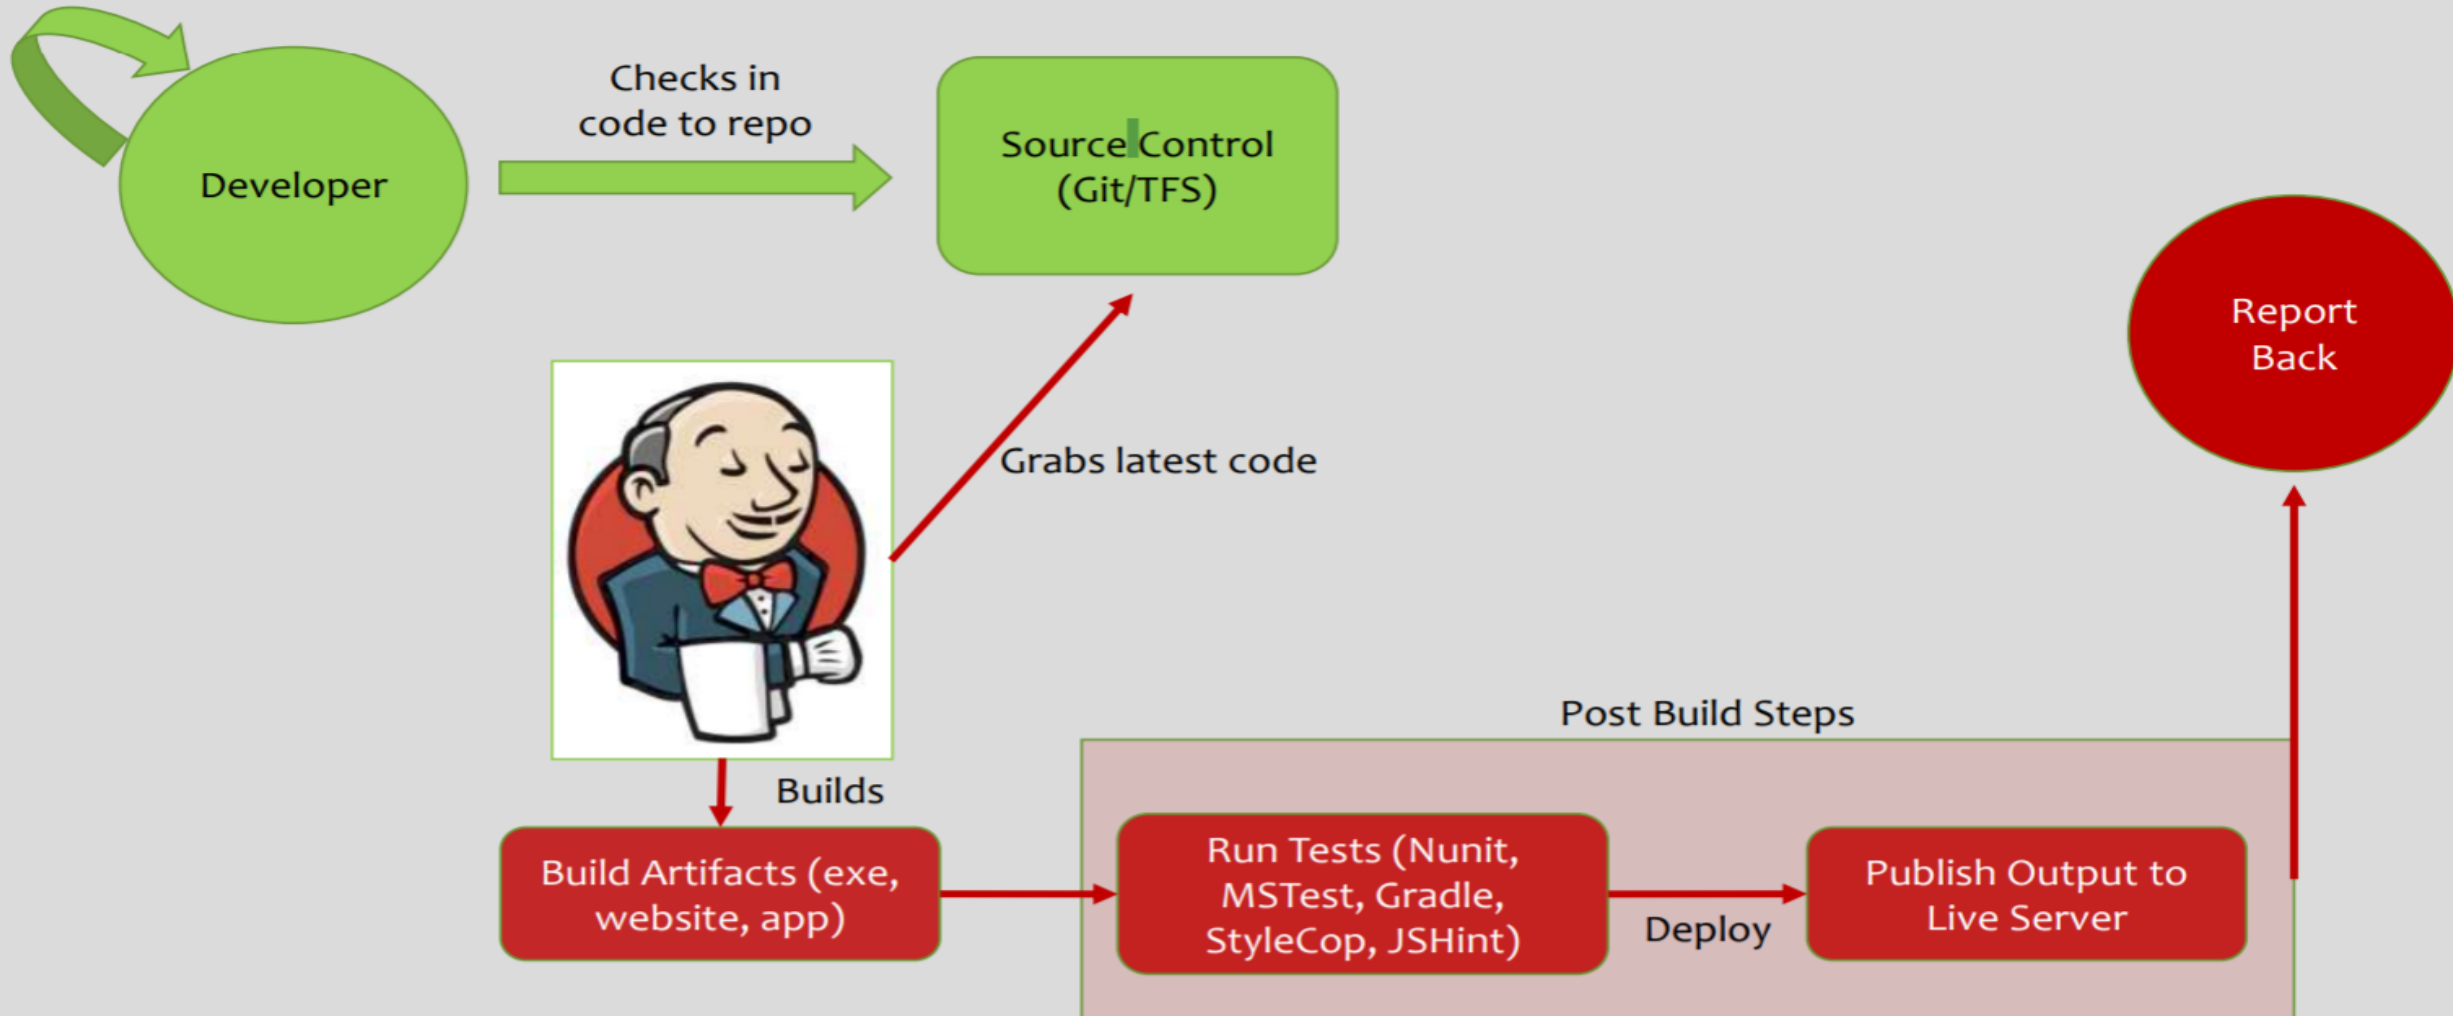 Checks in
code to repo
Developer
Source Control
(Git/TFS)
Report
Back
Grabs latest code
Post Build Steps
Builds
Build Artifacts (exe,
website, app)
Run Tests (Nunit,
MSTest, Gradle,
StyleCop, JSHint)
Deploy
Publish Output to
Live Server